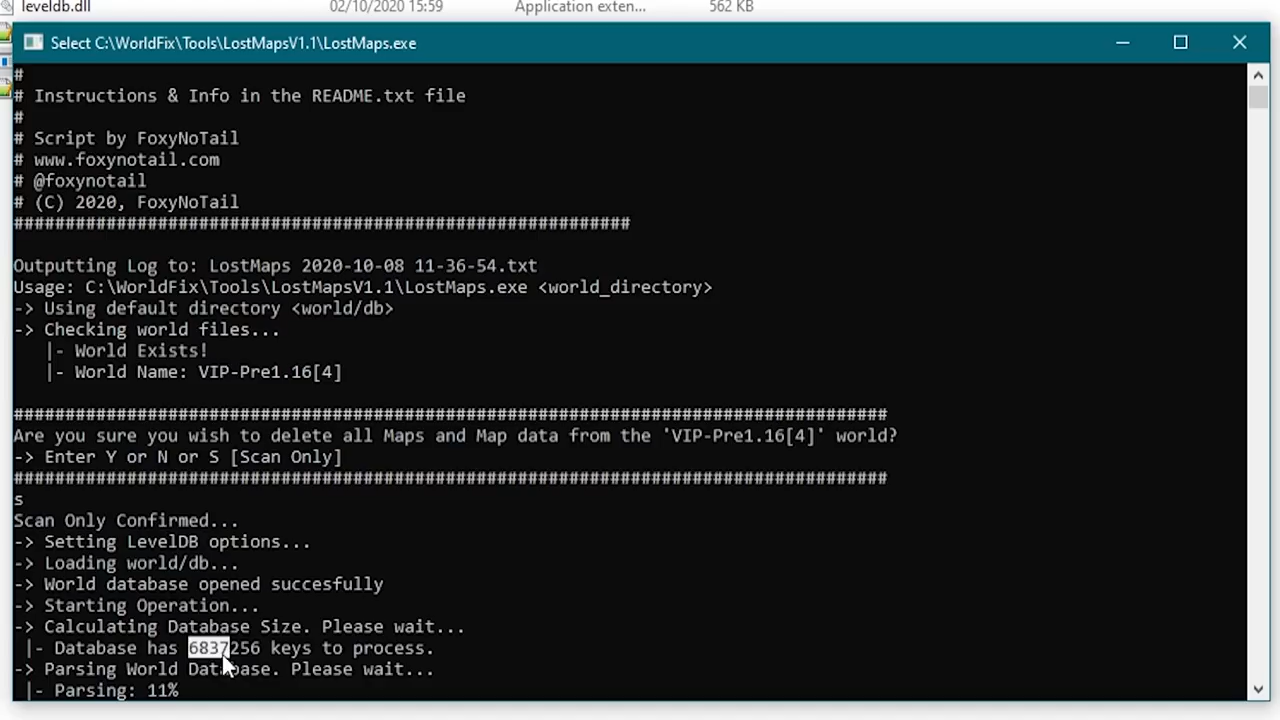 leveldb.dll 02/10/2020 15:59 Application exten... 562 KB
Select C:\WorldFix\Tools\LostMapsV1.1\LostMaps.exe
#
# Instructions & Info in the README.txt file
#
# Script by FoxyNoTail
# www.foxynotail.com
# @foxynotail
# (C) 2020, FoxyNoTail
############################################################
Outputting Log to: LostMaps 2020-10-08 11-36-54.txt
Usage: C:\WorldFix\Tools\LostMapsV1.1\LostMaps.exe <world_directory>
-> Using default directory <world/db>
-> Checking world files...
|- World Exists!
|- World Name: VIP-Pre1.16[4]
#####################################################################################
Are you sure you wish to delete all Maps and Map data from the 'VIP-Pre1.16[4]' world?
-> Enter Y or N or S [Scan Only]
#####################################################################################
s
Scan Only Confirmed...
-> Setting LevelDB options...
-> Loading world/db...
-> World database opened succesfully
-> Starting Operation...
-> Calculating Database Size. Please wait...
|- Database has 6837256 keys to process.
-> Parsing World Database. Please wait...
|- Parsing: 11%